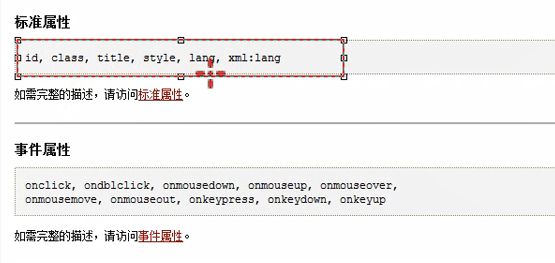 标准属性
id, class, title, style, lang, xml:lang
如需完整的描述，请访问标准属性。
事件属性
onclick, ondblclick, onmousedown, onmouseup, onmouseover,
onmousemove, onmouseout, onkeypress, onkeydown, onkeyup
如需完整的描述，请访问事件属性。